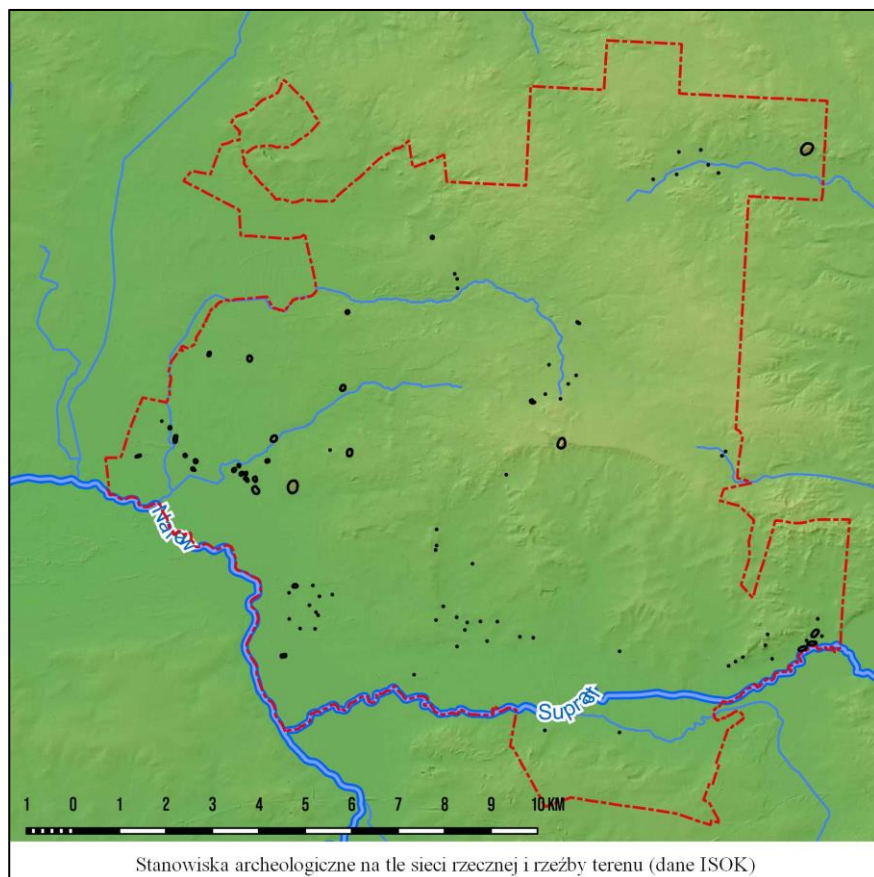 Narw
Supraśl
1 0 1 2 3 4 5 6 7 8 9 10 KM
Stanowiska archeologiczne na tle sieci rzecznej i rzeźby terenu (dane ISOK)